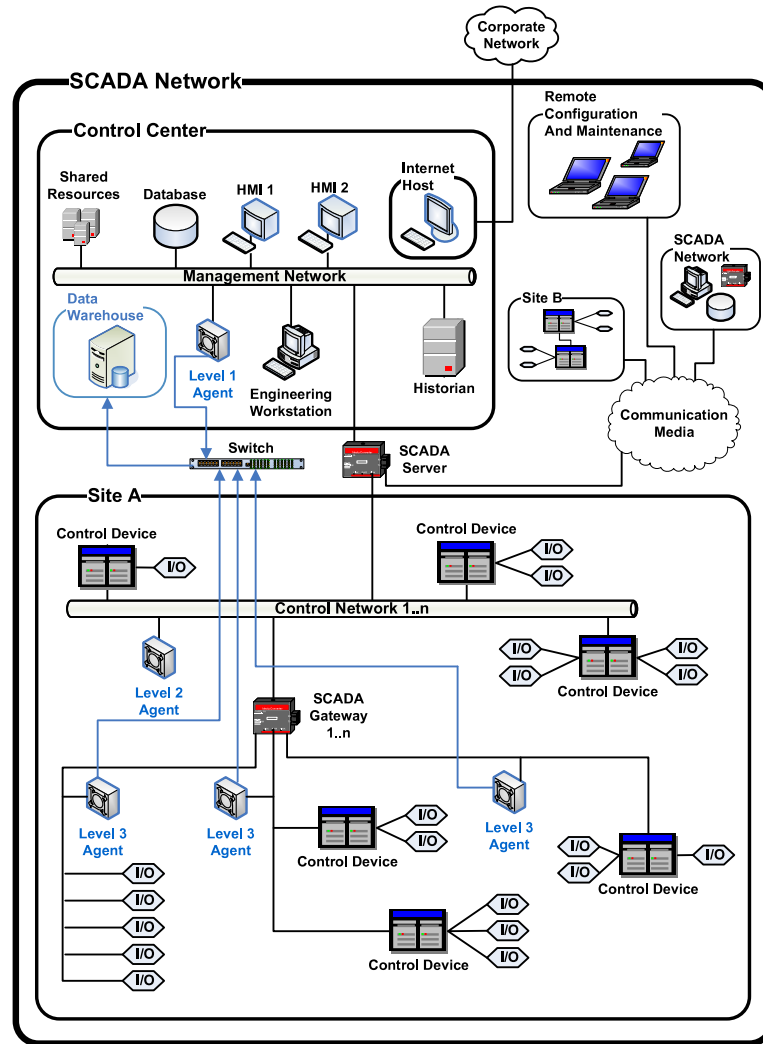 Corporate
Network
SCADA Network
Remote
Configuration
And Maintenance
Control Center
Shared
Resources
Database
HMI 1
HMI 2
Internet
Host
SCADA
Network
Management Network
Data
Warehouse
Site B
Level 1
Agent
Engineering
Workstation
Historian
Communication
Media
Switch
SCADA
Server
Site A
Control Device
I/O
Control Device
I/O
I/O
Control Network 1..n
I/O
I/O
I/O
I/O
Control Device
Level 2
Agent
SCADA
Gateway
1..n
Level 3
Agent
Level 3
Agent
Level 3
Agent
I/O
I/O
Control Device
I/O
I/O
I/O
Control Device
I/O
I/O
I/O
I/O
I/O
I/O
I/O
I/O
Control Device